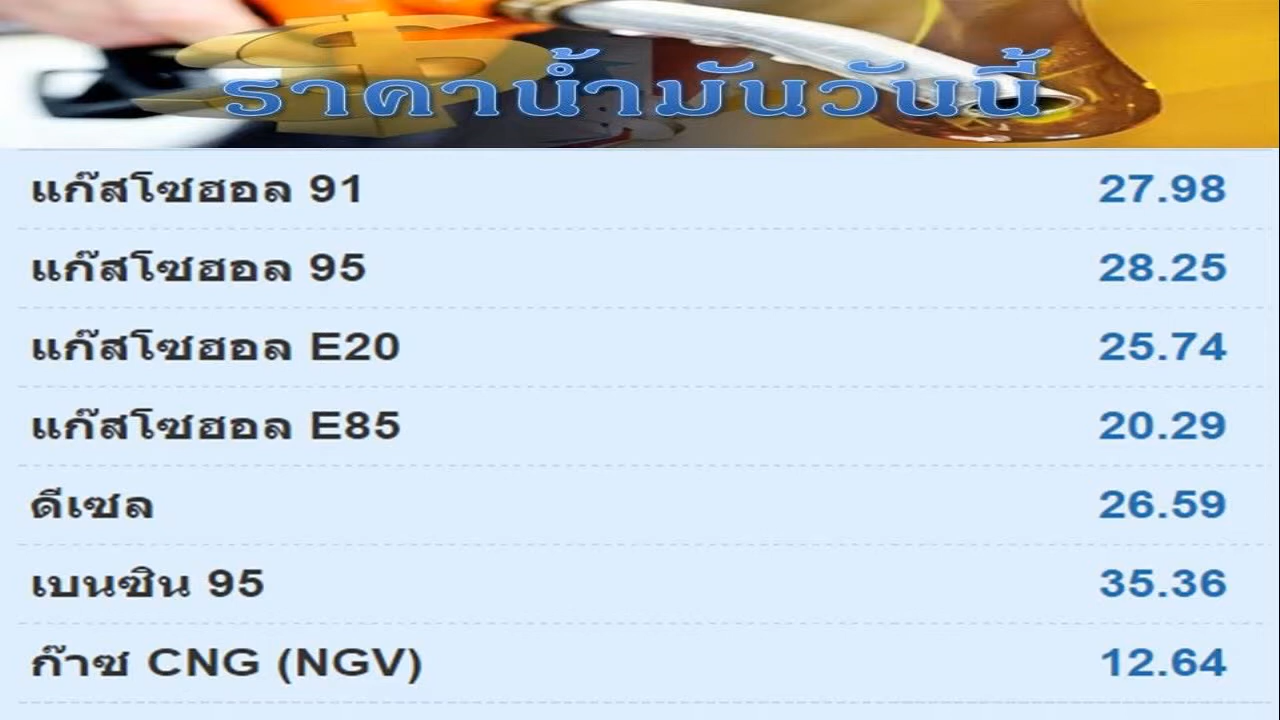 ราคาน้ำมันวันนี้
แก๊สโซฮอล 91 27.98
แก๊สโซฮอล 95 28.25
แก๊สโซฮอล E20 25.74
แก๊สโซฮอล E85 20.29
ดีเซล 26.59
เบนซิน 95 35.36
ก๊าซ CNG (NGV) 12.64